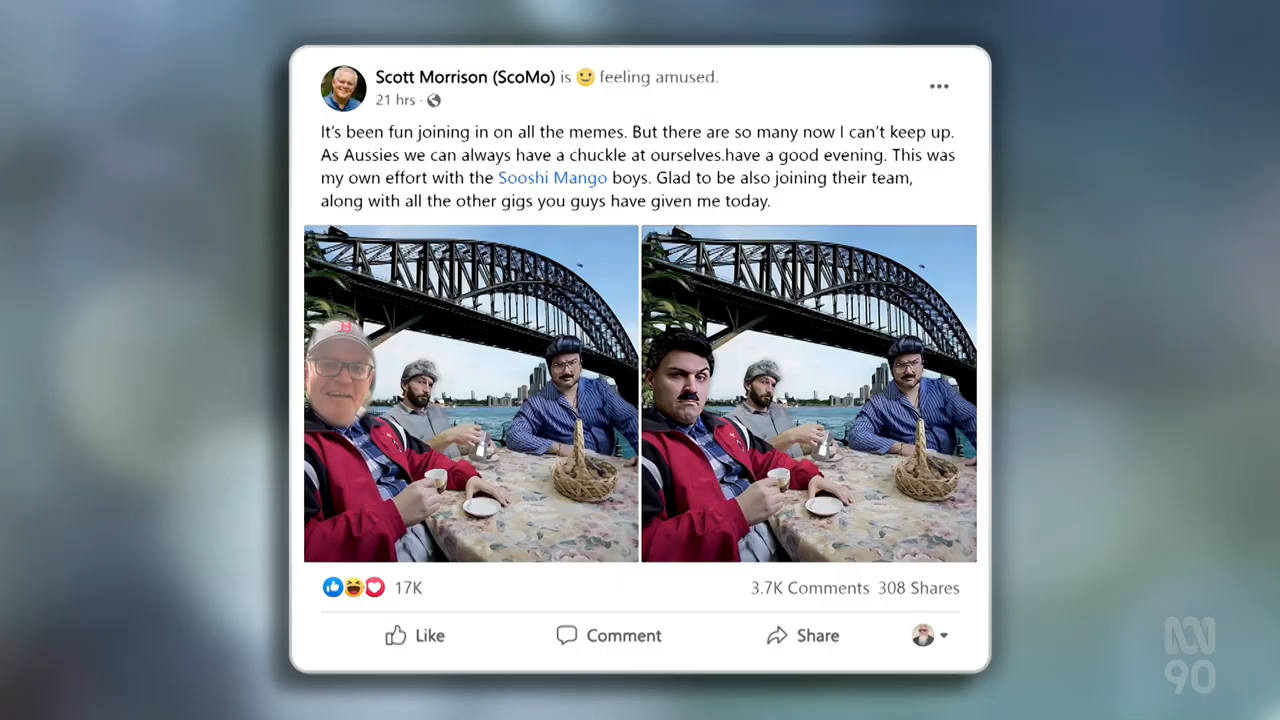 Scott Morrison (ScoMo) is feeling amused.
21 hrs ·
It's been fun joining in on all the memes. But there are so many now I can't keep up.
As Aussies we can always have a chuckle at ourselves.have a good evening. This was
my own effort with the Sooshi Mango boys. Glad to be also joining their team,
along with all the other gigs you guys have given me today.
17K
3.7K Comments 308 Shares
Like
Comment
Share
90